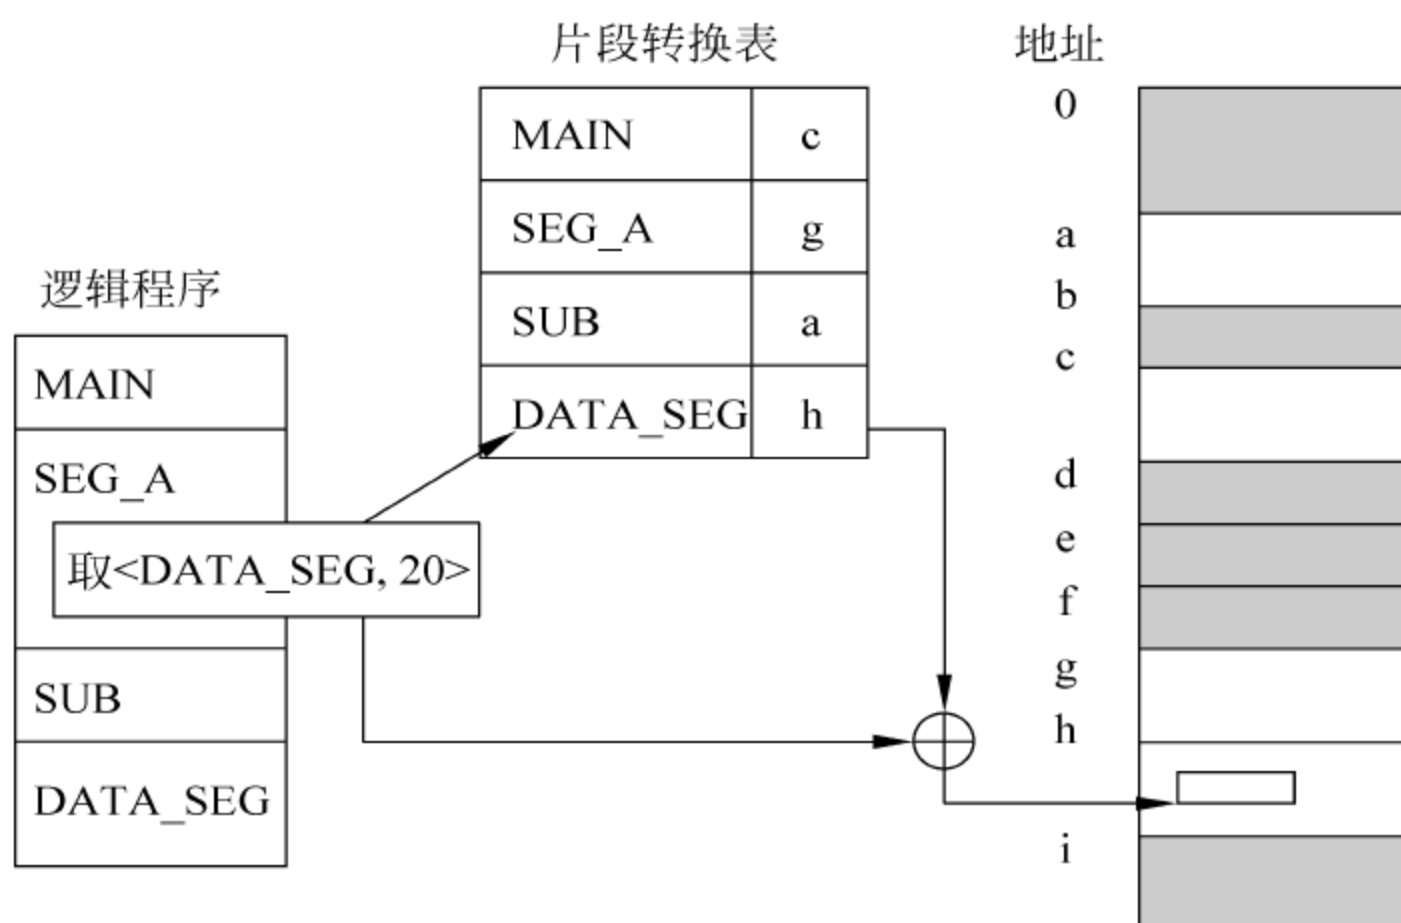 片段转换表
MAIN c
SEG_A g
SUB a
DATA_SEG h
逻辑程序
MAIN
SEG_A
取<DATA_SEG, 20>
SUB
DATA_SEG
地址
0
a
b
c
d
e
f
g
h
i